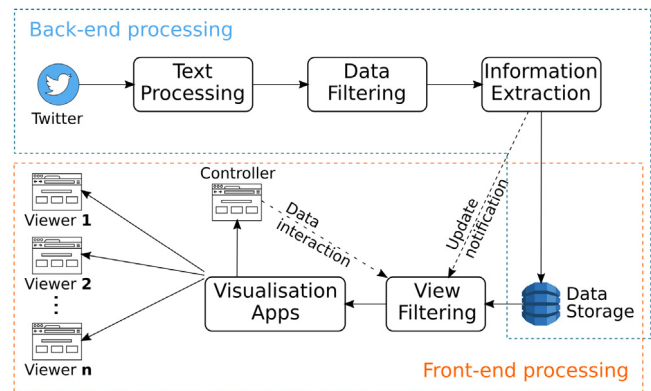 Back-end processing
Twitter
Text
Processing
Data
Filtering
Information
Extraction
Controller
Data
interaction
Update
notification
Viewer 1
Viewer 2
Viewer n
Visualisation
Apps
View
Filtering
Data
Storage
Front-end processing